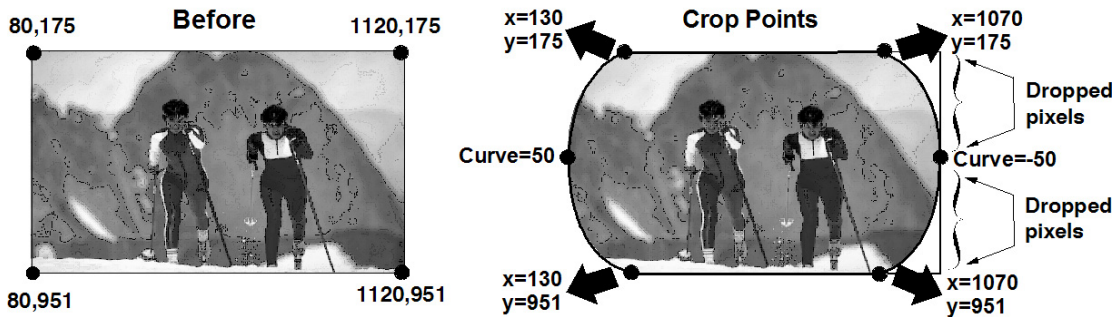 Before
80,175
1120,175
80,951
1120,951
Crop Points
x=130
y=175
x=1070
y=175
Dropped
pixels
Curve=50
Curve=-50
Dropped
pixels
x=130
y=951
x=1070
y=951